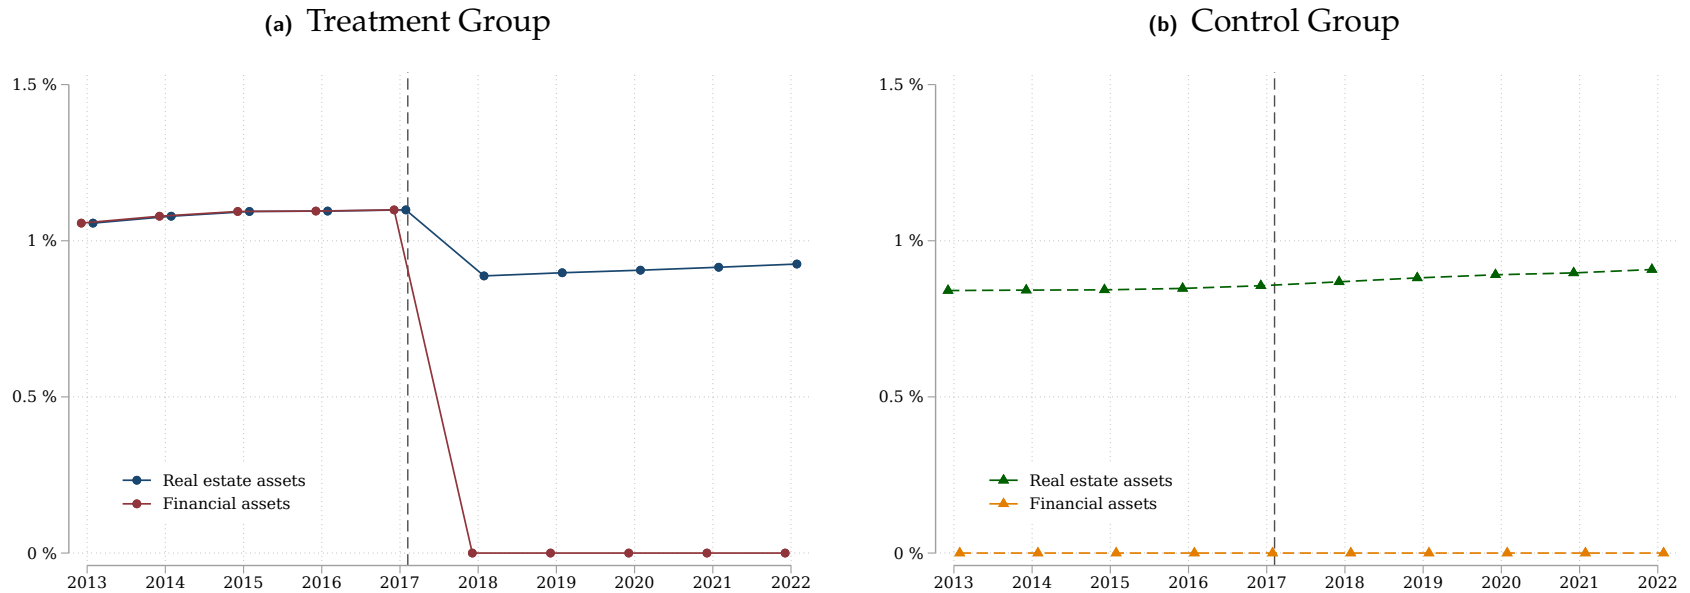 (a) Treatment Group
1.5 %
1 %
0.5 %
0 %
Real estate assets
Financial assets
2013 2014 2015 2016 2017 2018 2019 2020 2021 2022
(b) Control Group
1.5 %
1 %
0.5 %
0 %
Real estate assets
Financial assets
2013 2014 2015 2016 2017 2018 2019 2020 2021 2022